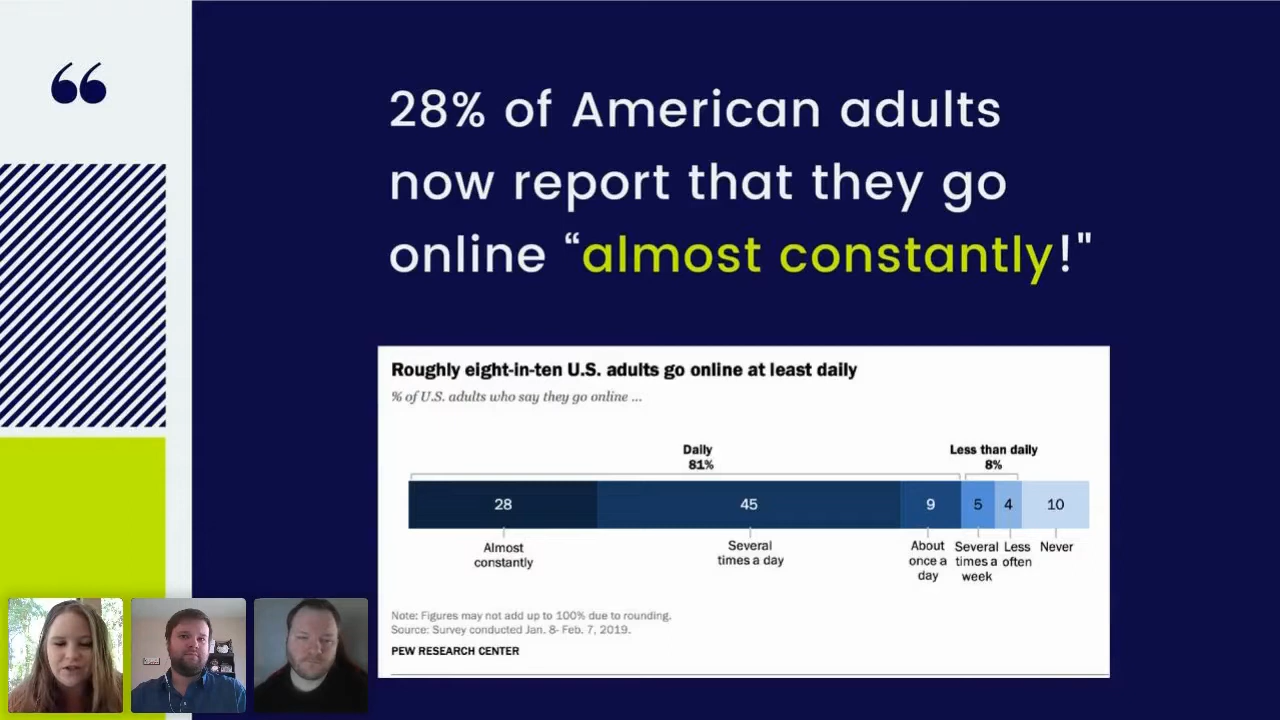 “
28% of American adults
now report that they go
online “almost constantly!"
Roughly eight-in-ten U.S. adults go online at least daily
% of U.S. adults who say they go online ...
Daily
81%
Less than daily
8%
28
45
9
5
4
10
Almost
constantly
Several
times a day
About
once a
day
Several
times a
week
Less
often
Never
Note: Figures may not add up to 100% due to rounding.
Source: Survey conducted Jan. 8- Feb. 7, 2019.
PEW RESEARCH CENTER